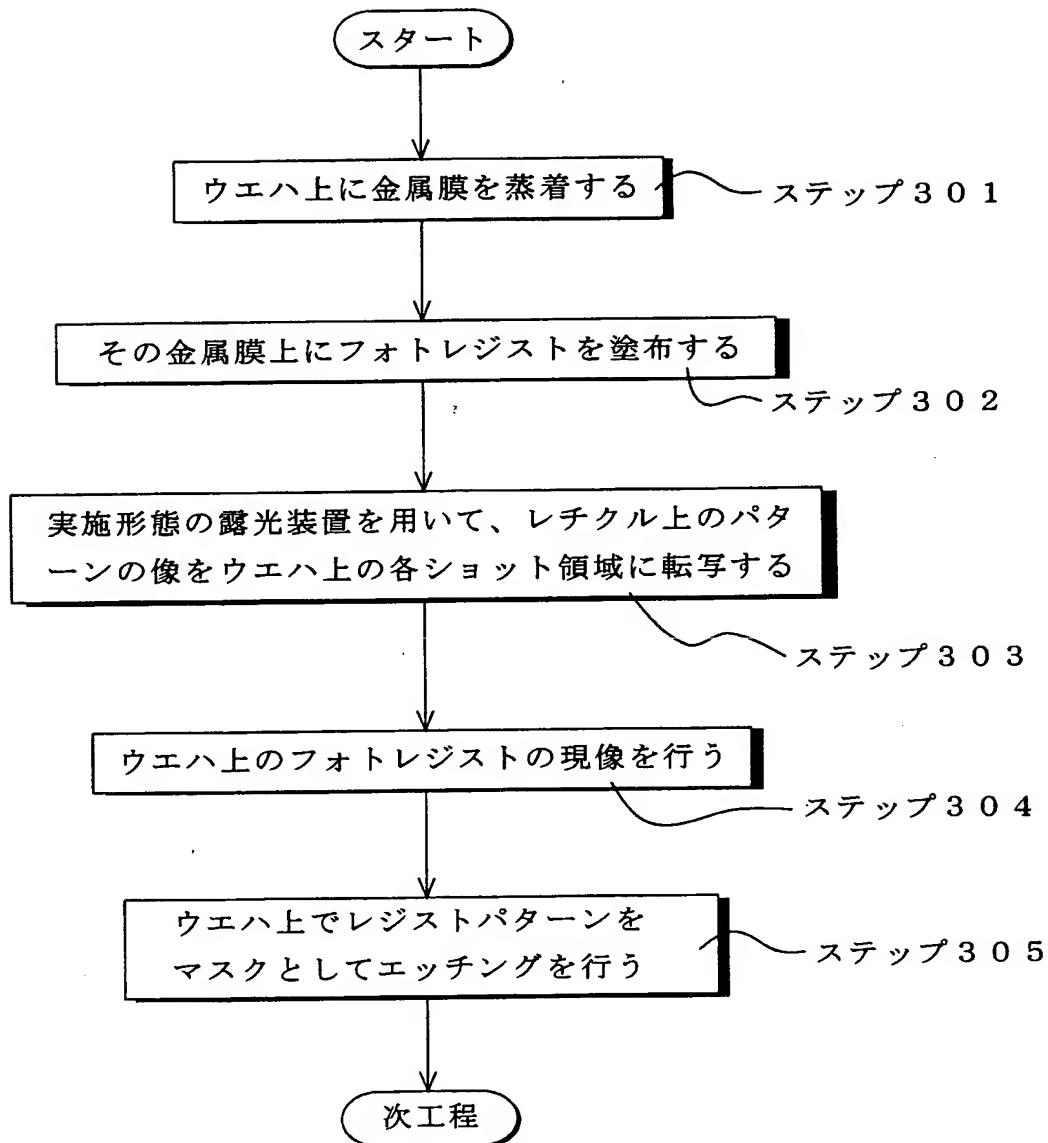 スタート
ウエハ上に金属膜を蒸着する
ステップ301
その金属膜上にフォトレジストを塗布する
ステップ302
実施形態の露光装置を用いて、レチクル上のパタ
ーンの像をウエハ上の各ショット領域に転写する
ステップ303
ウエハ上のフォトレジストの現像を行う
ステップ304
ウエハ上でレジストパターンを
マスクとしてエッチングを行う
ステップ305
次工程